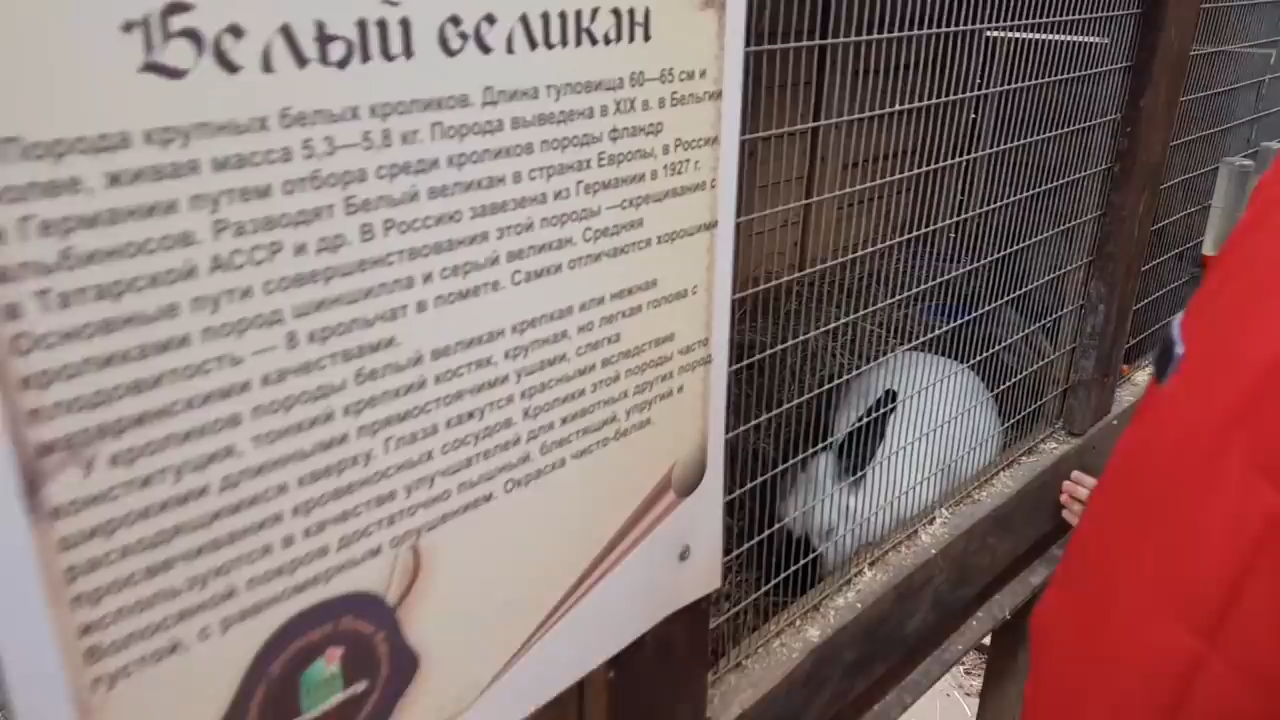 Белый великан
Порода крупных белых кроликов. Длина туловища 60—65 см и
более, живая масса 5,3—5,8 кг. Порода выведена в XIX в. в Бельгии
и Германии путем отбора среди кроликов породы фландр
альбиносов. Разводят Белый великан в странах Европы, в России
в Татарской АССР и др. В Россию завезена из Германии в 1927 г.
Основные пути совершенствования этой породы —скрещивание с
кроликами пород шиншилла и серый великан. Средняя
плодовитость — 8 крольчат в помете. Самки отличаются хорошими
материнскими качествами.
У кроликов породы белый великан крепкая или нежная
конституция, тонкий крепкий костяк, крупная, но легкая голова с
широкими длинными прямостоячими ушами, слегка
расходящимися кверху. Глаза кажутся красными вследствие
просвечивания кровеносных сосудов. Кролики этой породы часто
используются в качестве улучшателей для животных других пород.
Волосяной покров достаточно пышный, блестящий, упругий и
густой, с равномерным опушением. Окраска чисто-белая.